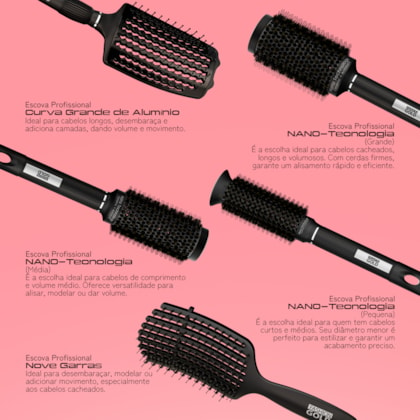 Escova Profissional
Curva Grande de Aluminio
Ideal para cabelos longos, desembaraça e
adiciona camadas, dando volume e movimento.
Escova Profissional
NANO-Tecnologia
(Grande)
É a escolha ideal para cabelos cacheados,
longos e volumosos. Com cerdas firmes,
garante um alisamento rápido e eficiente.
Escova Profissional
NANO-Tecnologia
(Média)
É a escolha ideal para cabelos de comprimento
e volume médio. Oferece versatilidade para
alisar, modelar ou dar volume.
Escova Profissional
NANO-Tecnologia
(Pequena)
É a escolha ideal para quem tem cabelos
curtos e médios. Seu diâmetro menor é
perfeito para estilizar e garantir um
acabamento preciso.
Escova Profissional
Nove Garras
Ideal para desembaraçar, modelar ou
adicionar movimento, especialmente
aos cabelos cacheados.